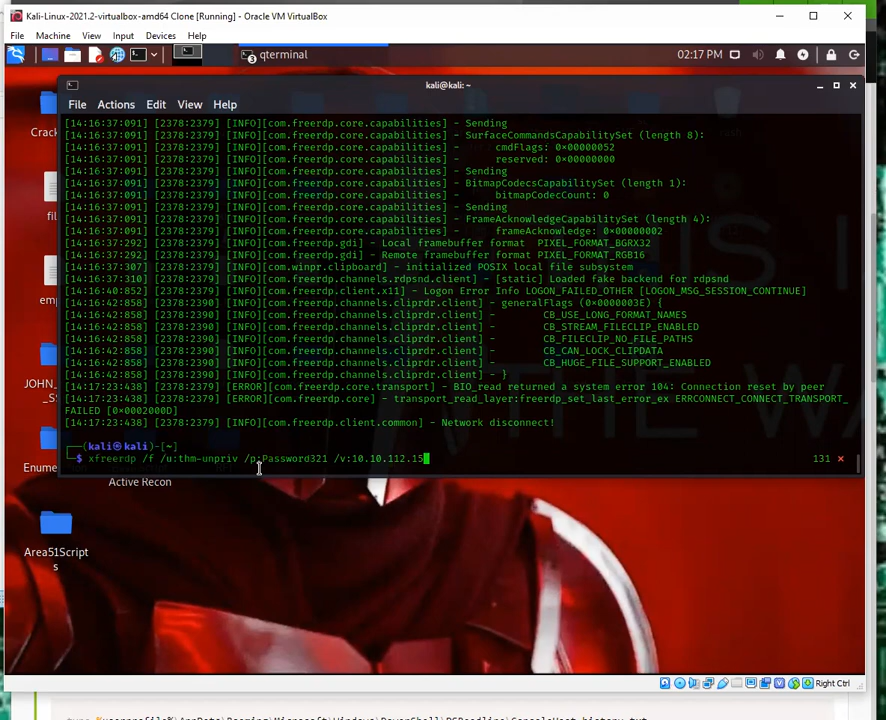 Kali-Linux-2021.2-virtualbox-amd64 Clone [Running] - Oracle VM VirtualBox
File Machine View Input Devices Help
qterminal
02:17 PM
kali@kali: ~
File Actions Edit View Help
[14:16:37:091] [2378:2379] [INFO][com.freerdp.core.capabilities] - Sending
[14:16:37:091] [2378:2379] [INFO][com.freerdp.core.capabilities] - SurfaceCommandsCapabilitySet (length 8):
[14:16:37:091] [2378:2379] [INFO][com.freerdp.core.capabilities] - cmdFlags: 0x00000052
[14:16:37:091] [2378:2379] [INFO][com.freerdp.core.capabilities] - reserved: 0x00000000
[14:16:37:091] [2378:2379] [INFO][com.freerdp.core.capabilities] - Sending
[14:16:37:091] [2378:2379] [INFO][com.freerdp.core.capabilities] - BitmapCodecsCapabilitySet (length 1):
[14:16:37:091] [2378:2379] [INFO][com.freerdp.core.capabilities] - bitmapCodecCount: 0
[14:16:37:091] [2378:2379] [INFO][com.freerdp.core.capabilities] - Sending
[14:16:37:091] [2378:2379] [INFO][com.freerdp.core.capabilities] - FrameAcknowledgeCapabilitySet (length 4):
[14:16:37:091] [2378:2379] [INFO][com.freerdp.core.capabilities] - frameAcknowledge: 0x00000002
[14:16:37:292] [2378:2379] [INFO][com.freerdp.gdi] - Local framebuffer format PIXEL_FORMAT_BGRX32
[14:16:37:292] [2378:2379] [INFO][com.freerdp.gdi] - Remote framebuffer format PIXEL_FORMAT_RGB16
[14:16:37:307] [2378:2379] [INFO][com.winpr.clipboard] - initialized POSIX local file subsystem
[14:16:37:310] [2378:2379] [INFO][com.freerdp.channels.rdpsnd.client] - [static] Loaded fake backend for rdpsnd
[14:16:40:852] [2378:2379] [INFO][com.freerdp.client.x11] - Logon Error Info LOGON_FAILED_OTHER [LOGON_MSG_SESSION_CONTINUE]
[14:16:42:827] [2378:2390] [INFO][com.freerdp.channels.cliprdr.client] - generalFlags (0x0000003E) {
[14:16:42:827] [2378:2390] [INFO][com.freerdp.channels.cliprdr.client] - CB_USE_LONG_FORMAT_NAMES
[14:16:42:827] [2378:2390] [INFO][com.freerdp.channels.cliprdr.client] - CB_STREAM_FILECLIP_ENABLED
[14:16:42:827] [2378:2390] [INFO][com.freerdp.channels.cliprdr.client] - CB_FILECLIP_NO_FILE_PATHS
[14:16:42:827] [2378:2390] [INFO][com.freerdp.channels.cliprdr.client] - CB_CAN_LOCK_CLIPDATA
[14:16:42:827] [2378:2390] [INFO][com.freerdp.channels.cliprdr.client] - CB_HUGE_FILE_SUPPORT_ENABLED
[14:16:42:827] [2378:2390] [INFO][com.freerdp.channels.cliprdr.client] - }
[14:17:23:438] [2378:2379] [ERROR][com.freerdp.core.transport] - BIO_read returned a system error 104: Connection reset by peer
[14:17:23:438] [2378:2379] [ERROR][com.freerdp.core] - transport_read_layer:freerdp_set_last_error_ex ERRCONNECT_CONNECT_TRANSPORT_
FAILED [0x0002000D]
[14:17:23:438] [2378:2379] [INFO][com.freerdp.client.common] - Network disconnect!
┌──(kali㉿kali)-[~]
└─$ xfreerdp /f /u:thm-unpriv /p:Password321 /v:10.10.112.15 131 ⨯
Crac
fil
em
JOHN_
_S
Enume
Active Recon
Area51Script
s
Right Ctrl